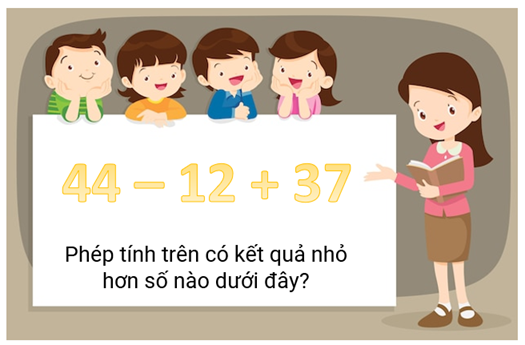 44 – 12 + 37
Phép tính trên có kết quả nhỏ
hơn số nào dưới đây?